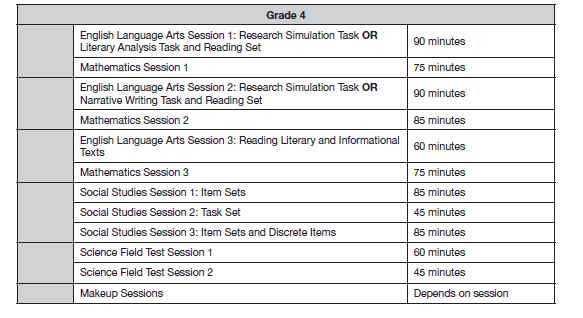 Grade 4
English Language Arts Session 1: Research Simulation Task OR
Literary Analysis Task and Reading Set
90 minutes
Mathematics Session 1
75 minutes
English Language Arts Session 2: Research Simulation Task OR
Narrative Writing Task and Reading Set
90 minutes
Mathematics Session 2
85 minutes
English Language Arts Session 3: Reading Literary and Informational
Texts
60 minutes
Mathematics Session 3
75 minutes
Social Studies Session 1: Item Sets
85 minutes
Social Studies Session 2: Task Set
45 minutes
Social Studies Session 3: Item Sets and Discrete Items
85 minutes
Science Field Test Session 1
60 minutes
Science Field Test Session 2
45 minutes
Makeup Sessions
Depends on session